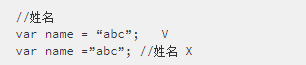 //姓名
var name = “abc”;   V
var name =”abc”; //姓名 X